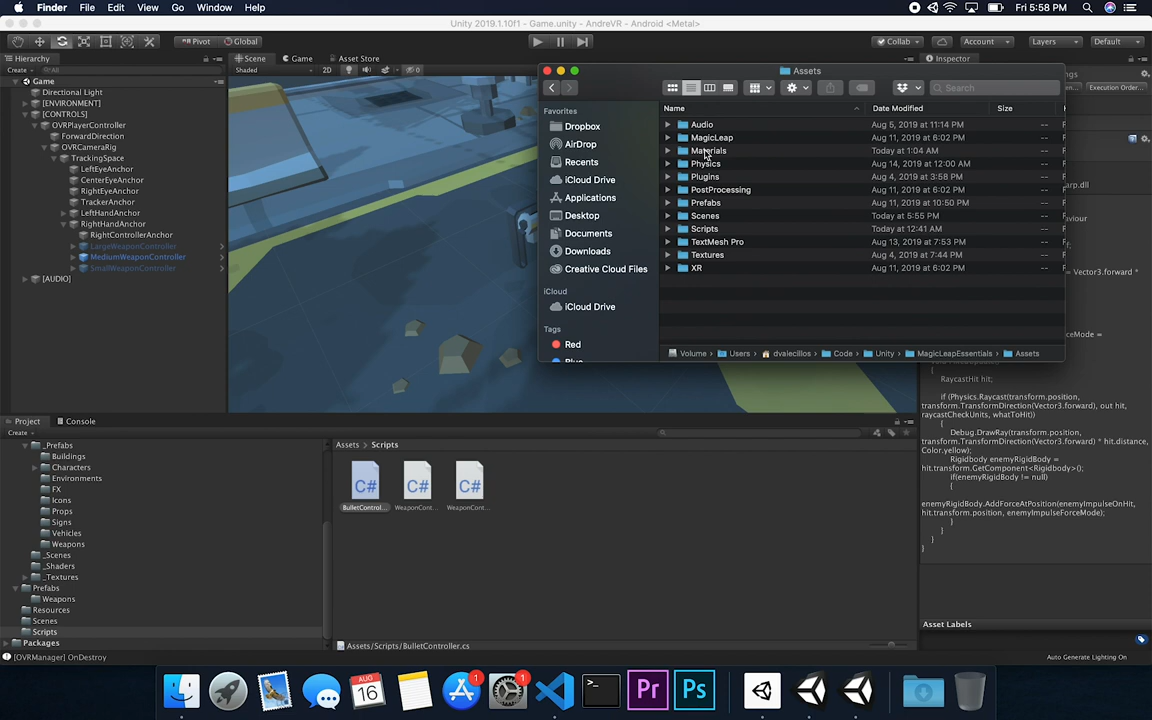 Finder File Edit View Go Window Help
Fri 5:58 PM
Unity 2019.1.10f1 - Game.unity - AndreVR - Android <Metal>
Pivot Global
Collab Account Layers Default
Hierarchy
Scene Game Asset Store
Inspector
Create All
Shaded 2D
Execution Order...
Game
Directional Light
[ENVIRONMENT]
[CONTROLS]
OVRPlayerController
ForwardDirection
OVRCameraRig
TrackingSpace
LeftEyeAnchor
CenterEyeAnchor
RightEyeAnchor
TrackerAnchor
LeftHandAnchor
RightHandAnchor
RightControllerAnchor
LargeWeaponController
MediumWeaponController
SmallWeaponController
[AUDIO]
Assets
Search
Favorites
Dropbox
AirDrop
Recents
iCloud Drive
Applications
Desktop
Documents
Downloads
Creative Cloud Files
iCloud
iCloud Drive
Tags
Red
Name Date Modified Size
Audio Aug 5, 2019 at 11:14 PM --
MagicLeap Aug 11, 2019 at 6:02 PM --
Materials Today at 1:04 AM --
Physics Aug 14, 2019 at 12:00 AM --
Plugins Aug 4, 2019 at 3:58 PM --
PostProcessing Aug 11, 2019 at 6:02 PM --
Prefabs Aug 11, 2019 at 10:50 PM --
Scenes Today at 5:55 PM --
Scripts Today at 12:41 AM --
TextMesh Pro Aug 13, 2019 at 7:53 PM --
Textures Aug 4, 2019 at 7:44 PM --
XR Aug 11, 2019 at 6:02 PM --
Volume › Users › dvalecillos › Code › Unity › MagicLeapEssentials › Assets
arp.dll
aviour
= Vector3.forward *
ceMode =
{
RaycastHit hit;
if (Physics.Raycast(transform.position,
transform.TransformDirection(Vector3.forward), out hit,
raycastCheckUnits, whatToHit))
{
Debug.DrawRay(transform.position,
transform.TransformDirection(Vector3.forward) * hit.distance,
Color.yellow);
Rigidbody enemyRigidBody =
hit.transform.GetComponent<Rigidbody>();
if(enemyRigidBody != null)
{
enemyRigidBody.AddForceAtPosition(enemyImpulseOnHit,
hit.transform.position, enemyImpulseForceMode);
}
}
}
}
Project Console
Create
_Prefabs
Buildings
Characters
Environments
FX
Icons
Props
Signs
Vehicles
Weapons
_Scenes
_Shaders
_Textures
Prefabs
Weapons
Resources
Scenes
Scripts
Packages
Assets › Scripts
C# C# C#
BulletControl... WeaponCont... WeaponCont...
Assets/Scripts/BulletController.cs
Asset Labels
[OVRManager] OnDestroy
Auto Generate Lighting On
AUG
16
1
1
Pr
Ps